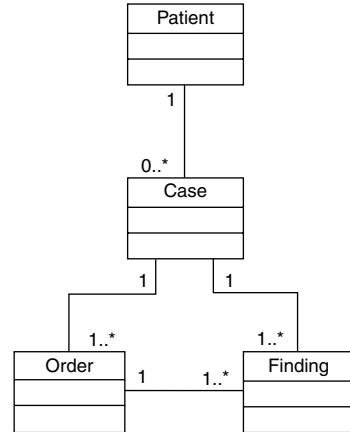 Patient
1
0..*
Case
1 1
1..* 1..*
Order 1 1..* Finding